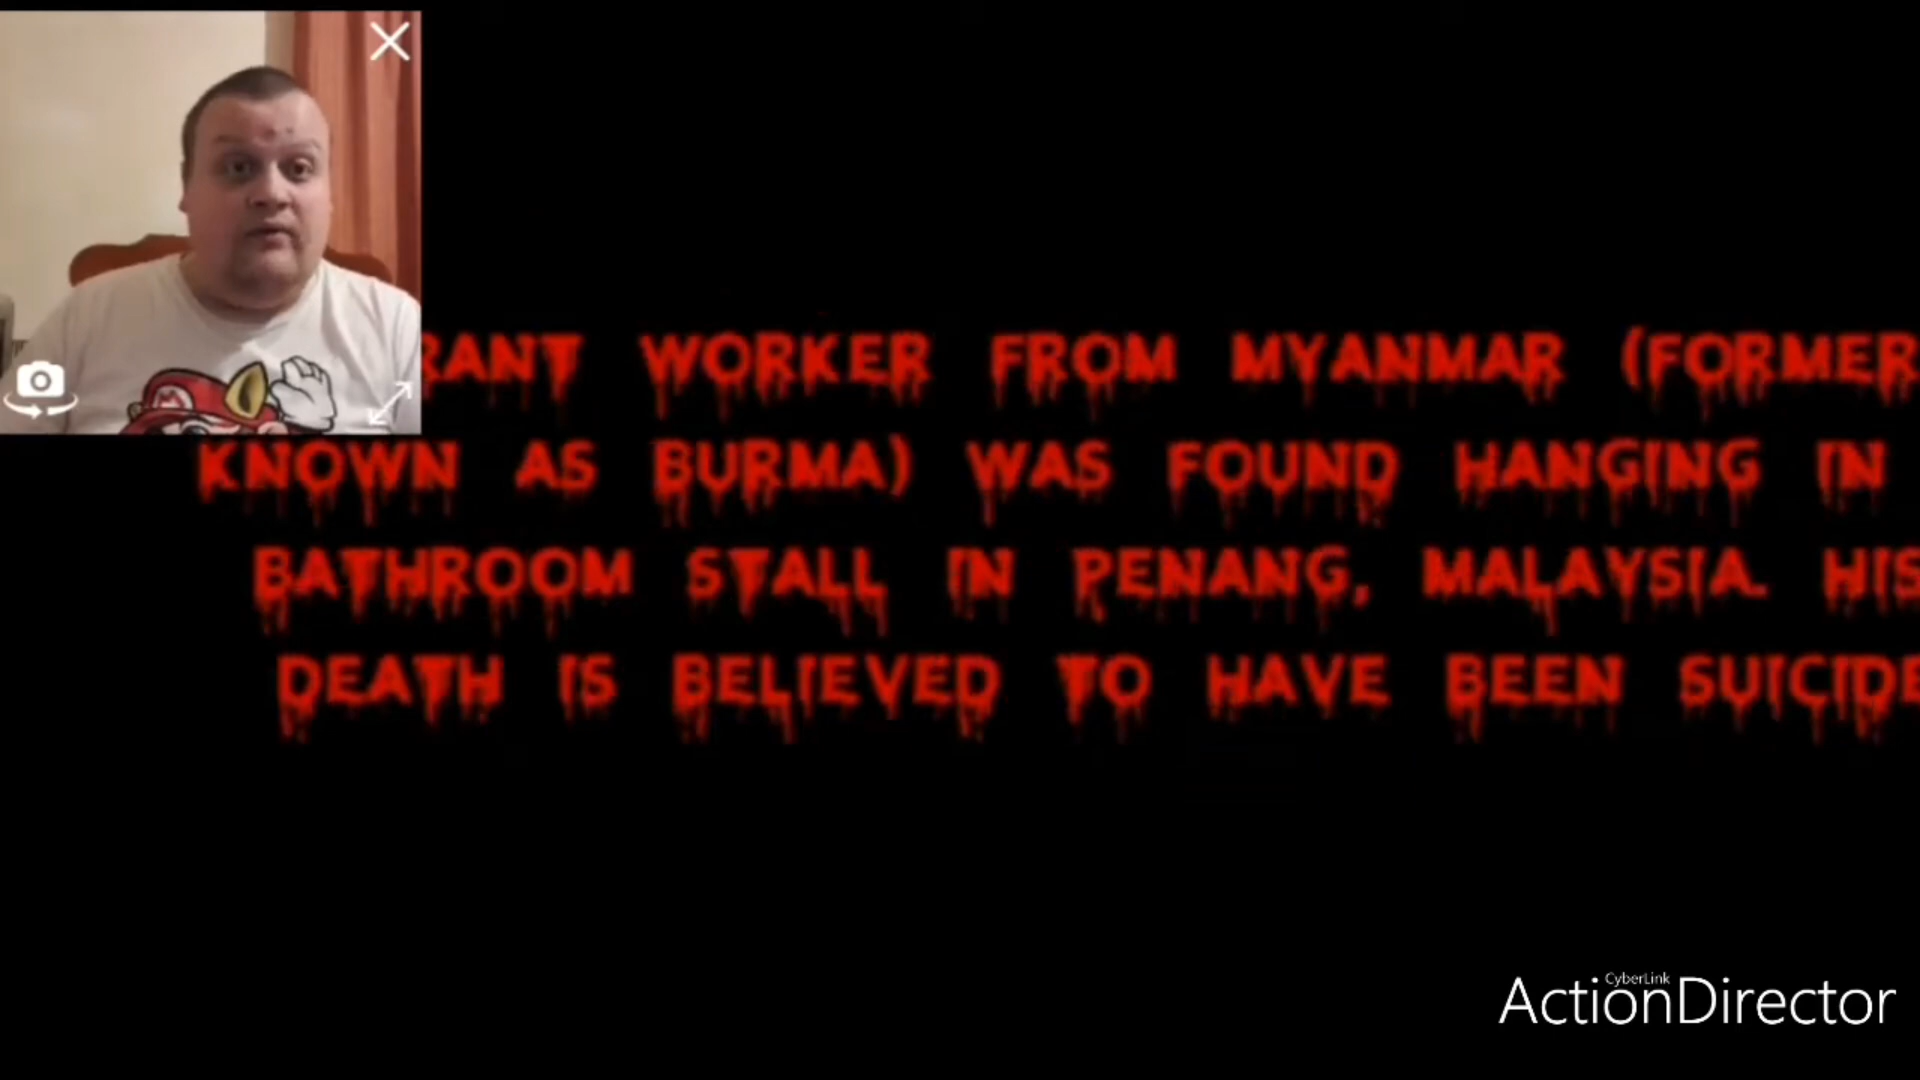 RANT WORKER FROM MYANMAR (FORMER
KNOWN AS BURMA) WAS FOUND HANGING IN
BATHROOM STALL IN PENANG, MALAYSIA. HIS
DEATH IS BELIEVED TO HAVE BEEN SUICIDE
CyberLink
ActionDirector